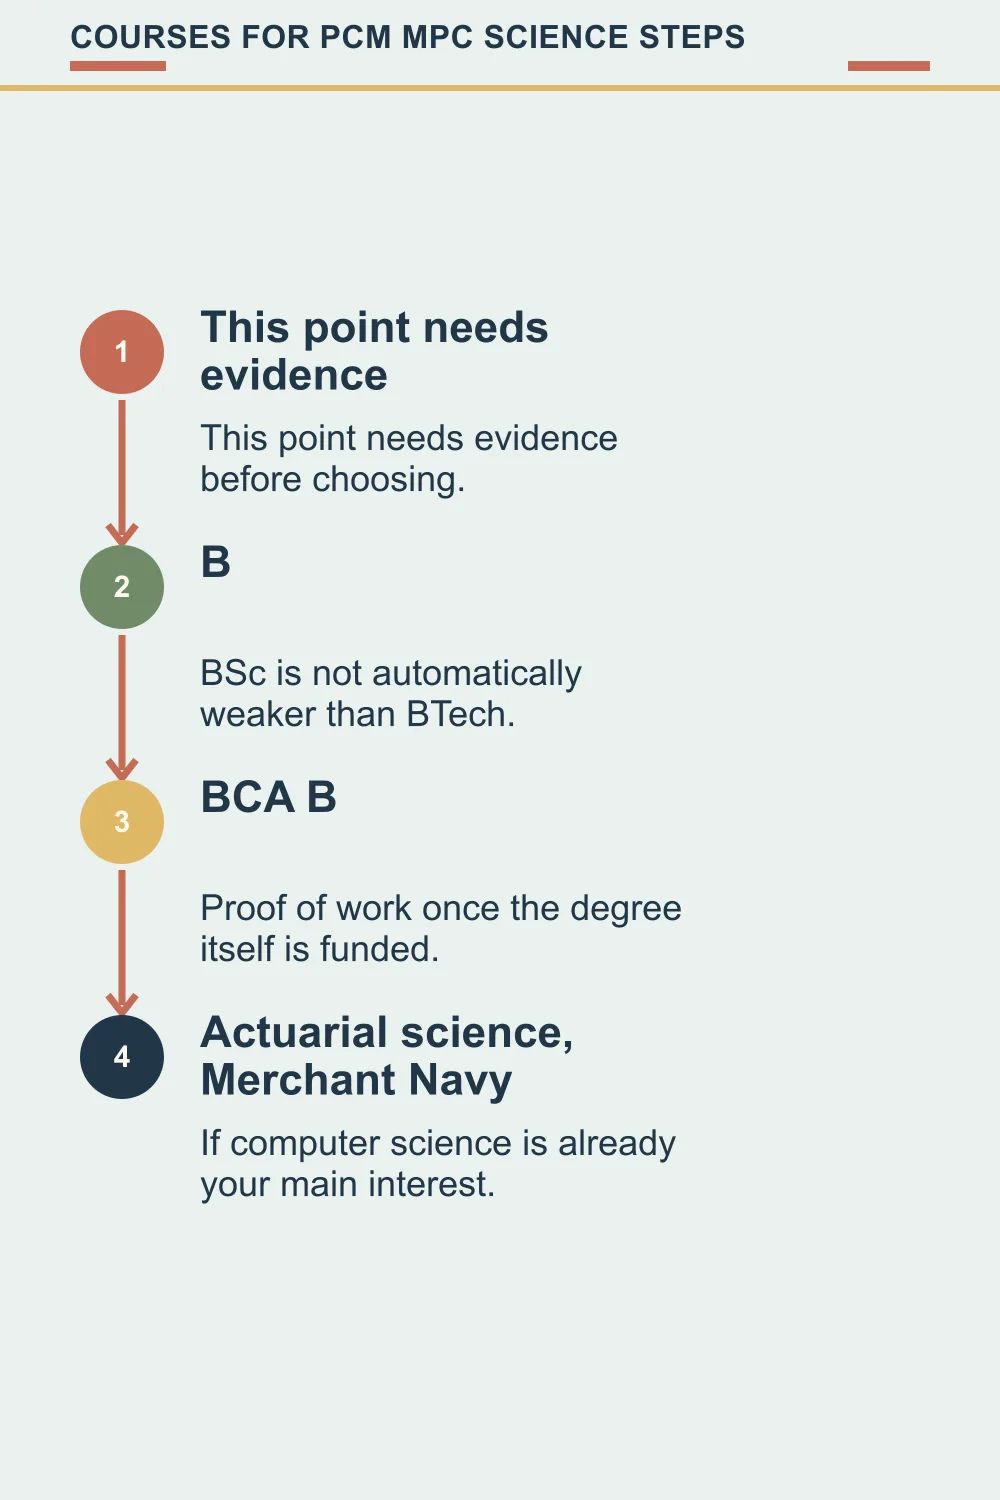 COURSES FOR PCM MPC SCIENCE STEPS
1
This point needs
evidence
This point needs evidence
before choosing.
2
B
BSc is not automatically
weaker than BTech.
3
BCA B
Proof of work once the degree
itself is funded.
4
Actuarial science,
Merchant Navy
If computer science is already
your main interest.